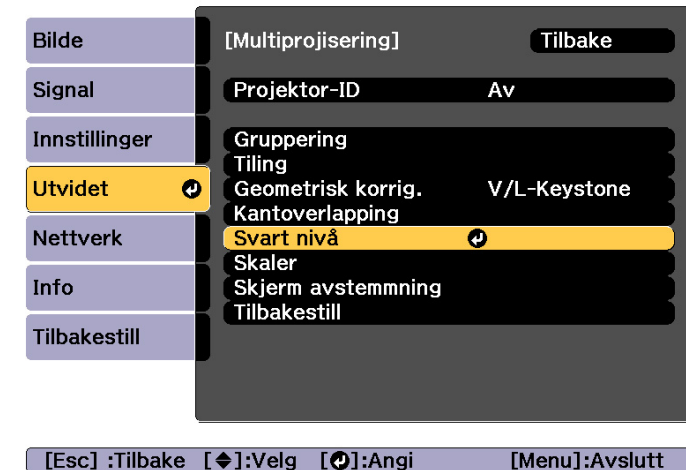 Bilde
Signal
Innstillinger
Utvidet
Nettverk
Info
Tilbakestill
[Multiprojisering] Tilbake
Projektor-ID Av
Gruppering
Tiling
Geometrisk korrig. V/L-Keystone
Kantoverlapping
Svart nivå
Skaler
Skjerm avstemmning
Tilbakestill
[Esc] :Tilbake [◆]:Velg [⏎]:Angi [Menu]:Avslutt